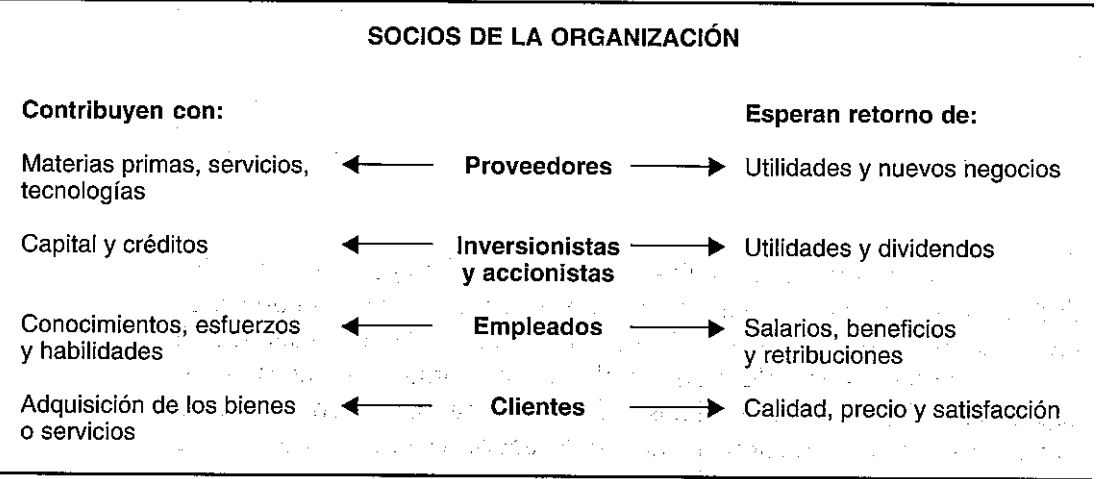 SOCIOS DE LA ORGANIZACIÓN
Contribuyen con:
Esperan retorno de:
Materias primas, servicios,
tecnologías
Proveedores
Utilidades y nuevos negocios
Capital y créditos
Inversionistas
y accionistas
Utilidades y dividendos
Conocimientos, esfuerzos
y habilidades
Empleados
Salarios, beneficios
y retribuciones
Adquisición de los bienes
o servicios
Clientes
Calidad, precio y satisfacción